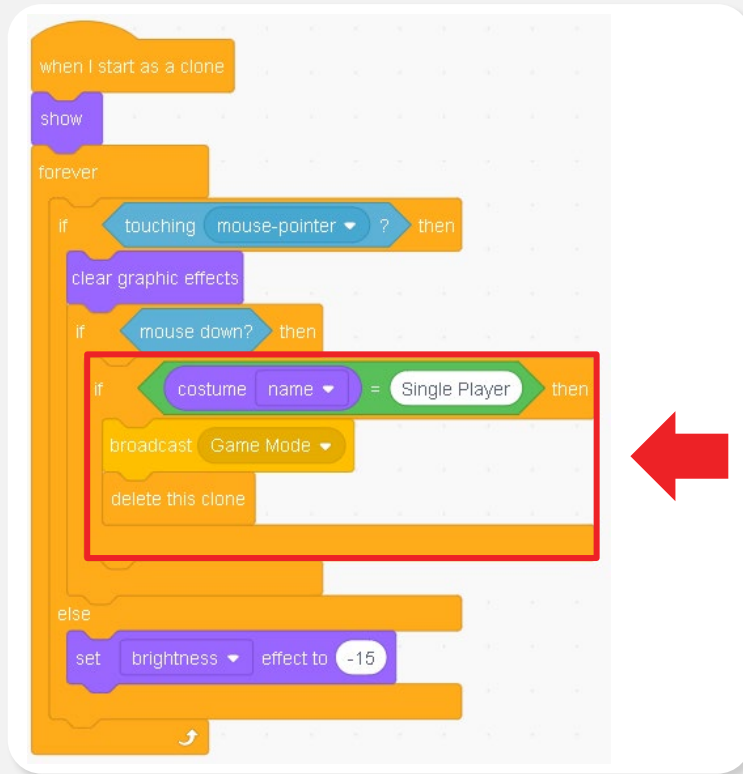 when I start as a clone
show
forever
if touching mouse-pointer ? then
clear graphic effects
if mouse down? then
if costume name = Single Player then
broadcast Game Mode
delete this clone
else
set brightness effect to -15